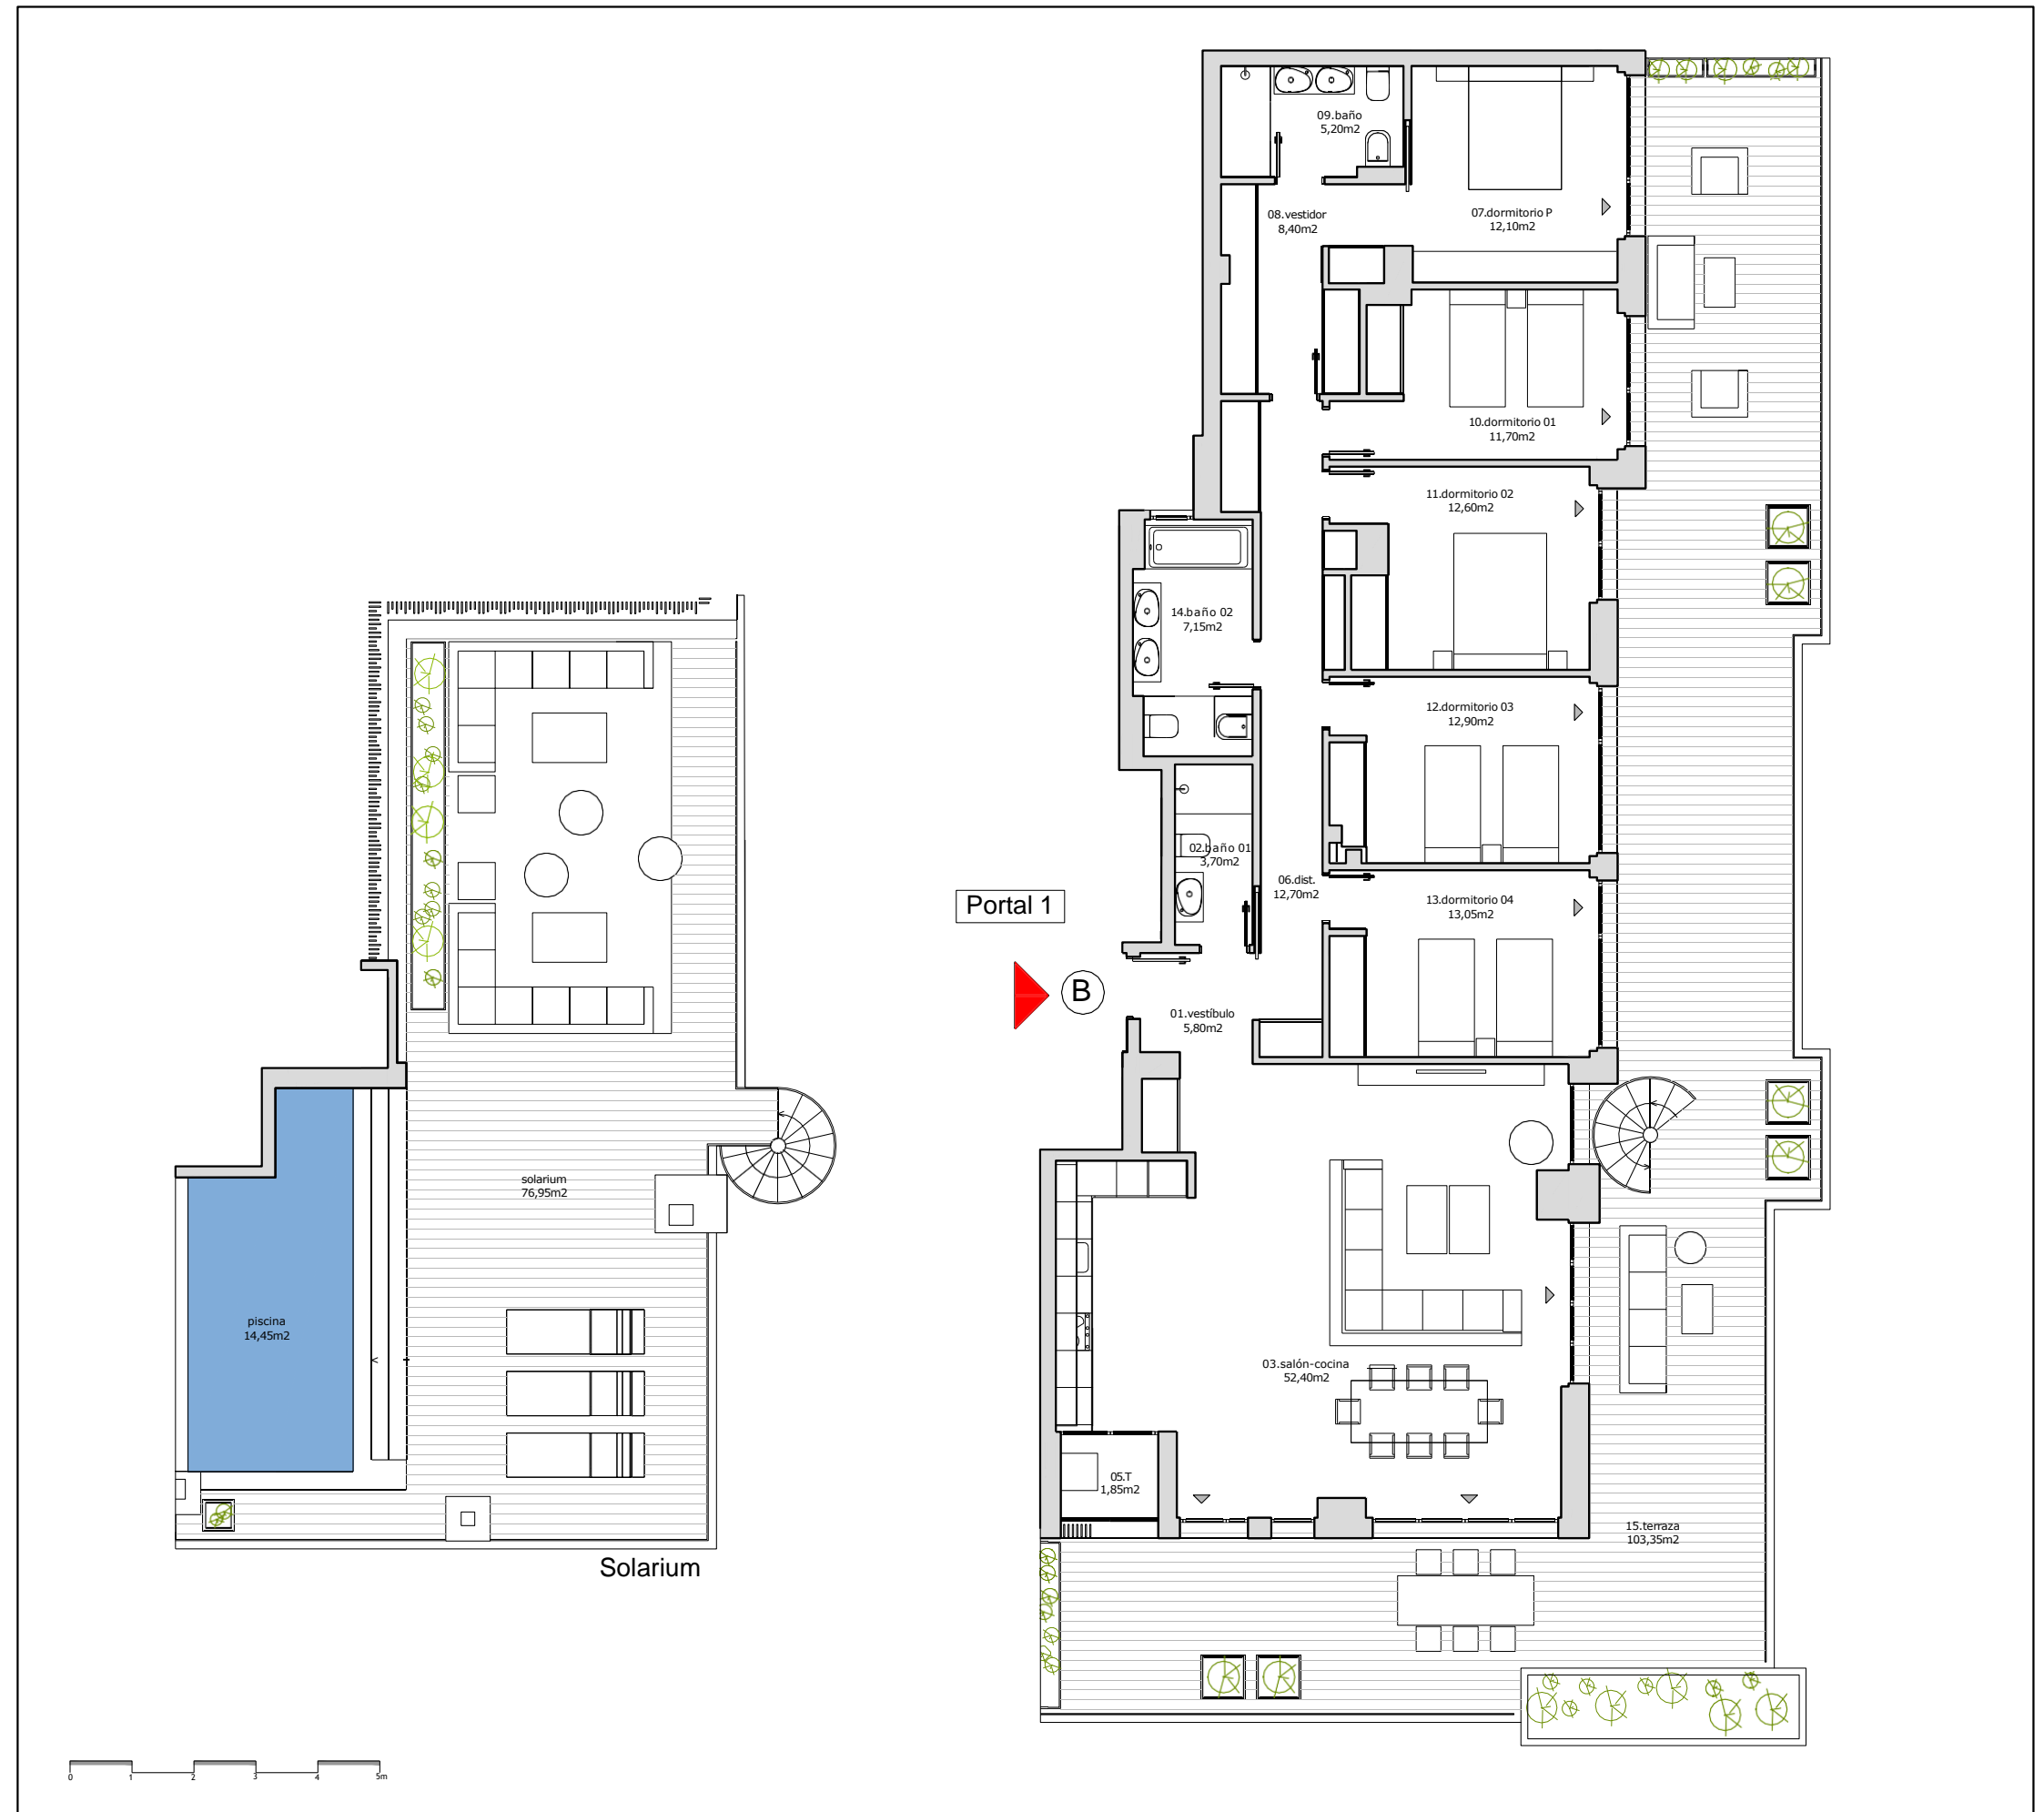 09.baño
5,20m2
08.vestidor
8,40m2
07.dormitorio P
12,10m2
10.dormitorio 01
11,70m2
11.dormitorio 02
12,60m2
14.baño 02
7,15m2
12.dormitorio 03
12,90m2
02.baño 01
3,70m2
06.dist.
12,70m2
13.dormitorio 04
13,05m2
Portal 1
B
01.vestíbulo
5,80m2
solarium
76,95m2
piscina
14,45m2
03.salón-cocina
52,40m2
05.T
1,85m2
15.terraza
103,35m2
Solarium
0 1 2 3 4 5m